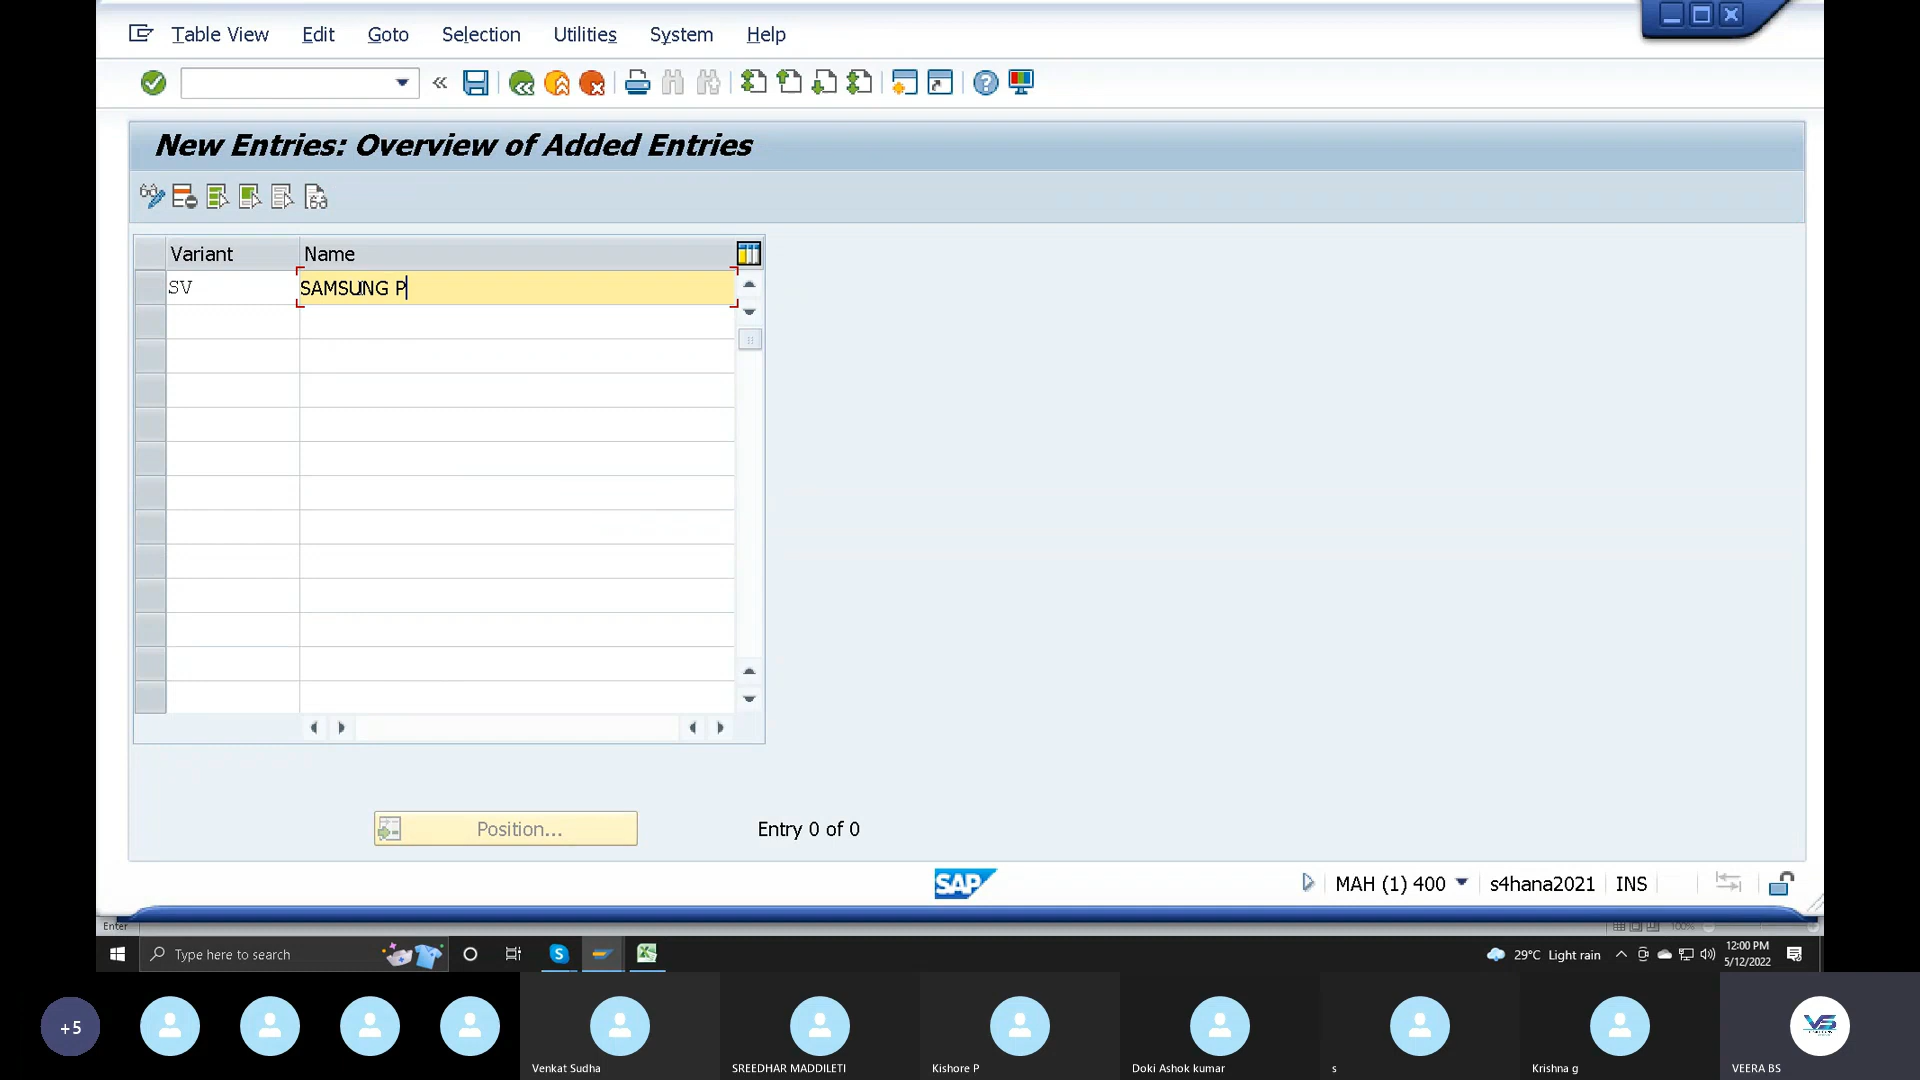 Table View Edit Goto Selection Utilities System Help
New Entries: Overview of Added Entries
Variant Name
SV SAMSUNG P
Position... Entry 0 of 0
SAP MAH (1) 400 s4hana2021 INS
Enter 100%
Type here to search S 29°C Light rain 12:00 PM
5/12/2022
+5 VS
Venkat Sudha SREEDHAR MADDILETI Kishore P Doki Ashok kumar s Krishna g VEERA BS